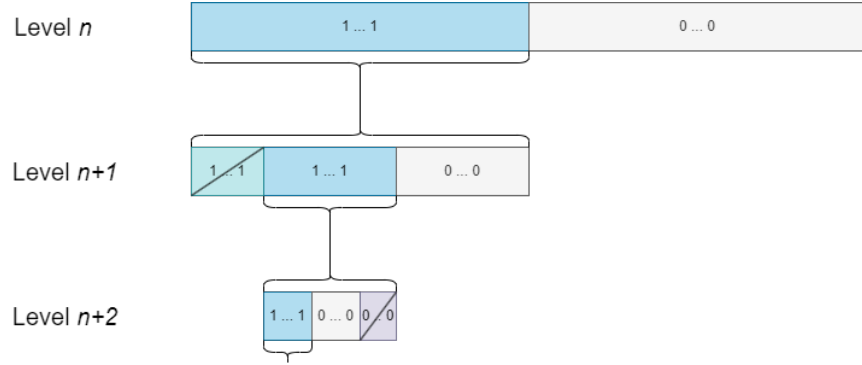 Level n 1 ... 1 0 ... 0
Level n+1 1 ... 1 1 ... 1 0 ... 0
Level n+2 1 ... 1 0 ... 0 0 ... 0